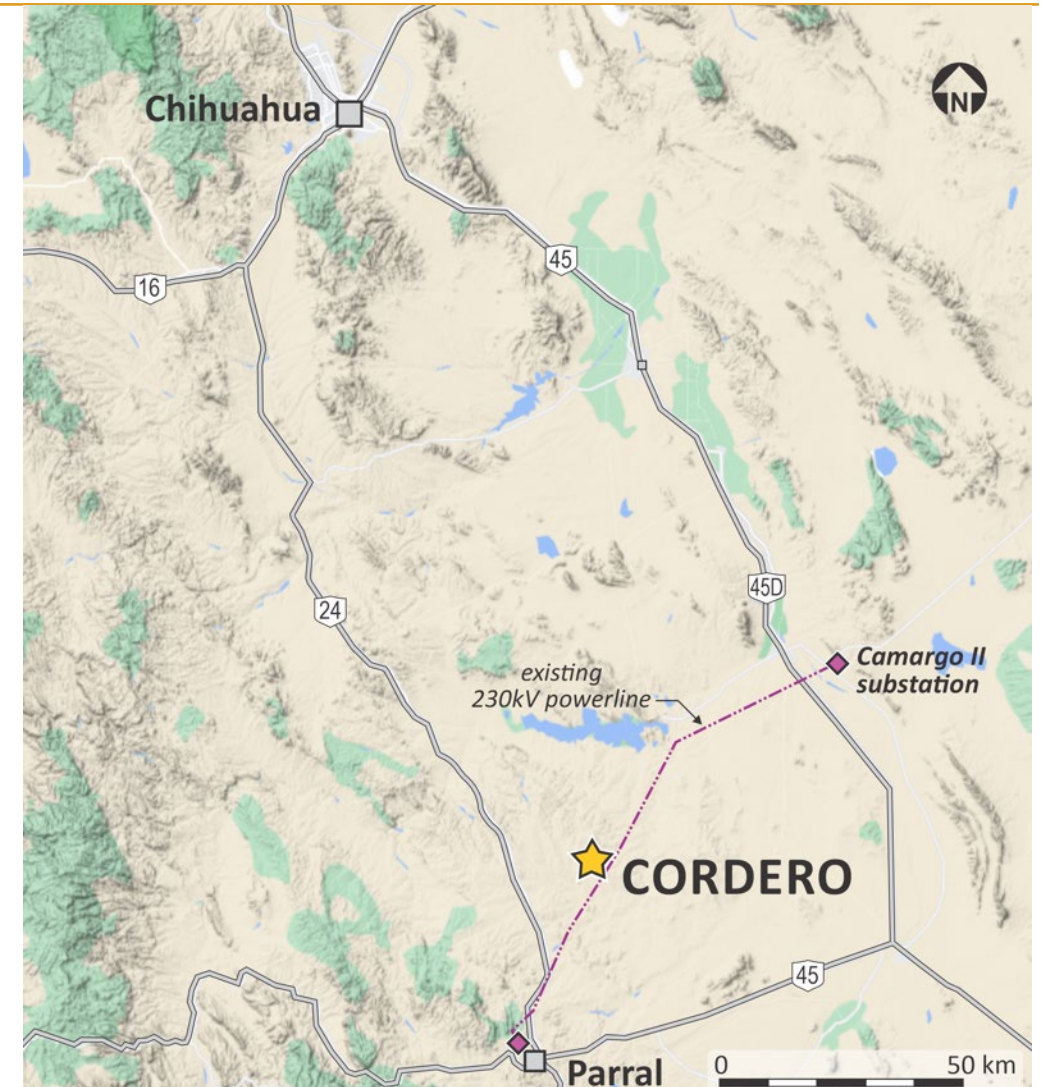 Chihuahua
N
45
16
45D
24
Camargo II
substation
existing
230kV powerline
CORDERO
45
0
50 km
Parral